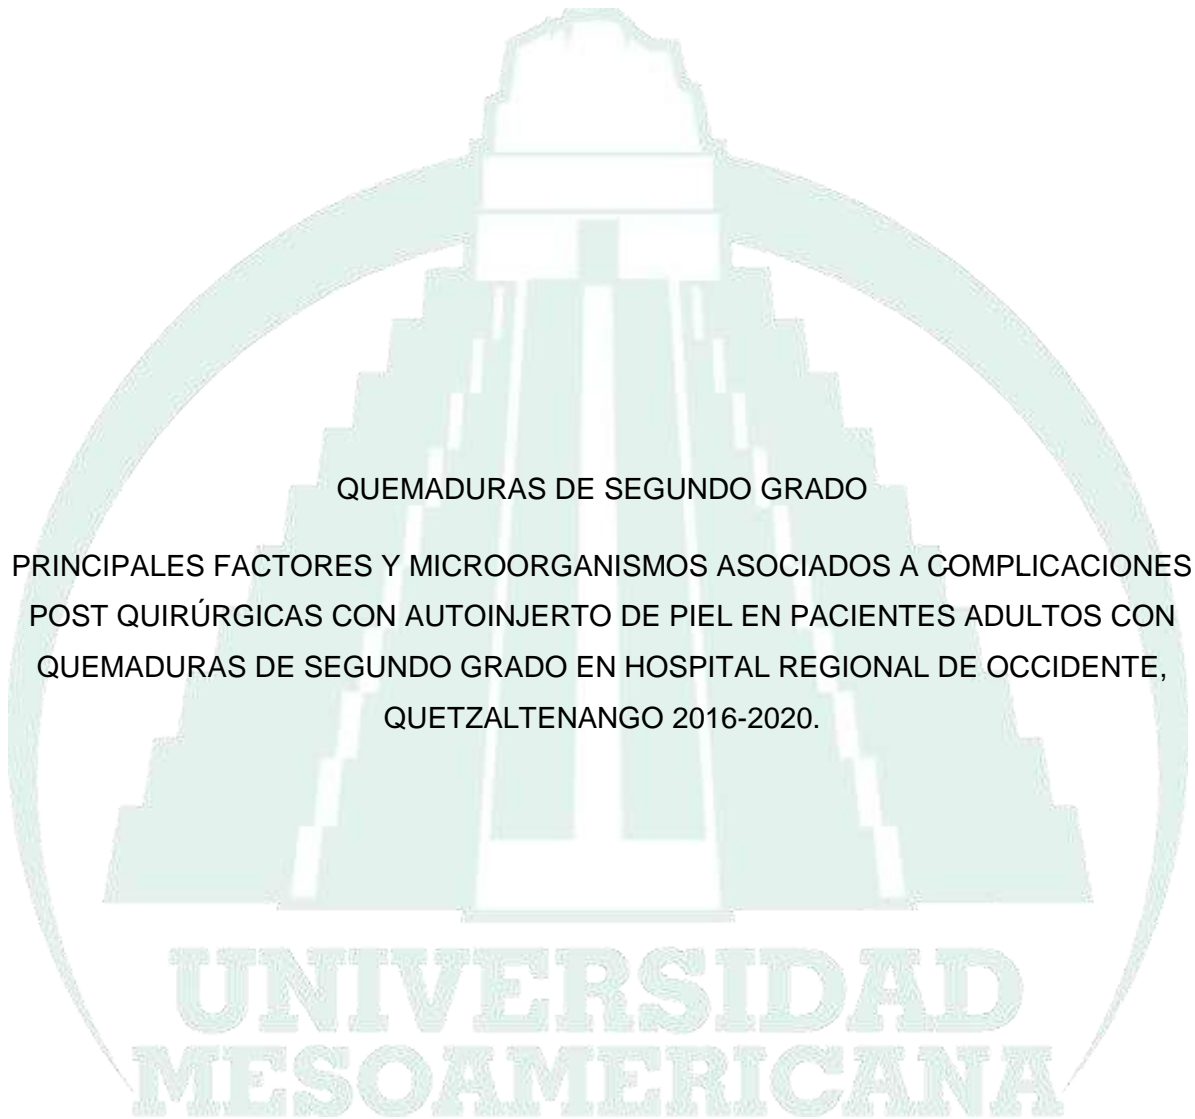 QUEMADURAS DE SEGUNDO GRADO
PRINCIPALES FACTORES Y MICROORGANISMOS ASOCIADOS A COMPLICACIONES
POST QUIRÚRGICAS CON AUTOINJERTO DE PIEL EN PACIENTES ADULTOS CON
QUEMADURAS DE SEGUNDO GRADO EN HOSPITAL REGIONAL DE OCCIDENTE,
QUETZALTENANGO 2016-2020.
UNIVERSIDAD
MESOAMERICANA